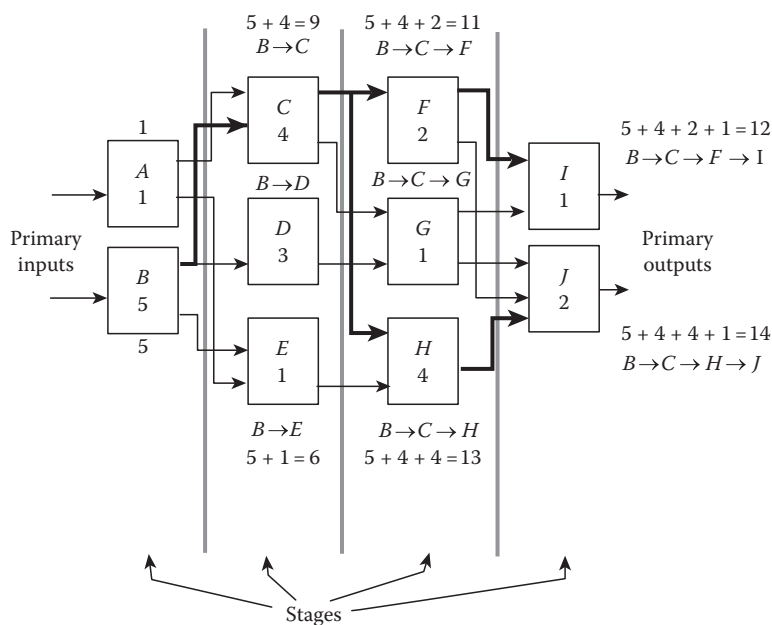 5 + 4 = 9
B → C
5 + 4 + 2 = 11
B → C → F
1
A
1
Primary
inputs
B
5
5
C
4
B → D
D
3
E
1
B → E
5 + 1 = 6
F
2
B → C → G
G
1
H
4
B → C → H
5 + 4 + 4 = 13
5 + 4 + 2 + 1 = 12
B → C → F → I
I
1
Primary
outputs
J
2
5 + 4 + 4 + 1 = 14
B → C → H → J
Stages